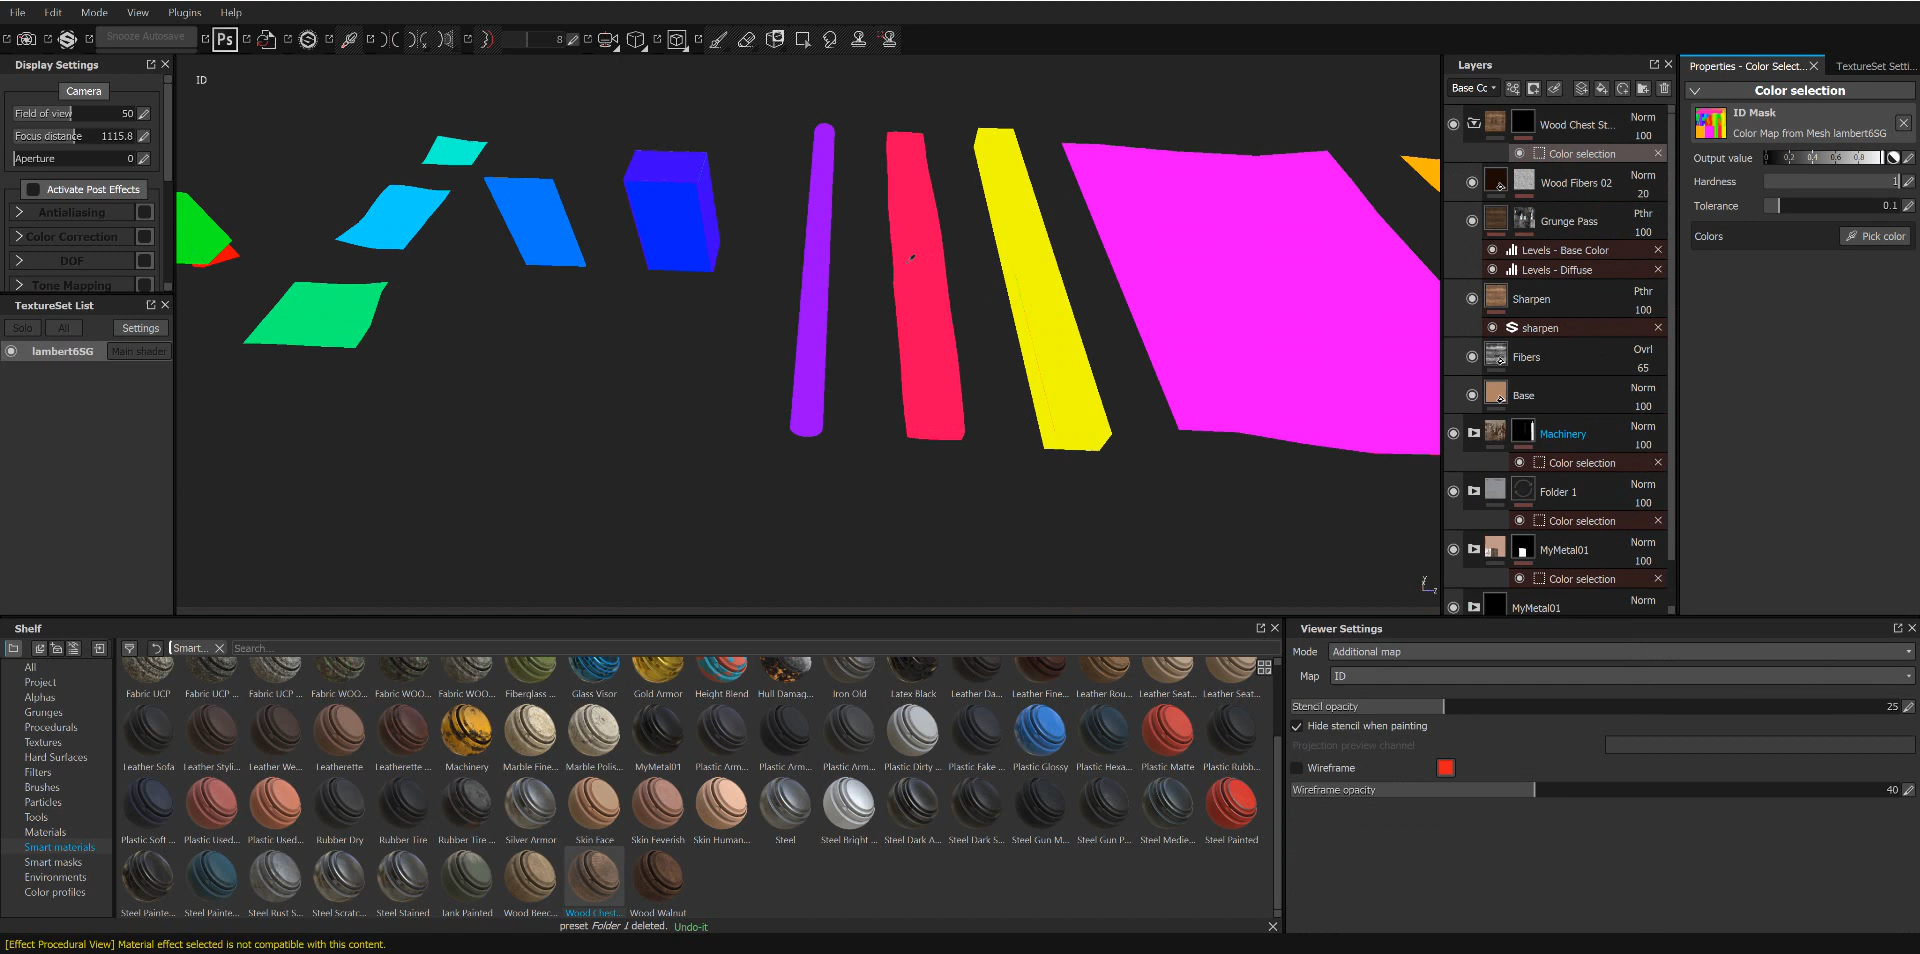 File Edit Mode View Plugins Help
Snooze Autosave
Ps
8
Display Settings
Camera
Field of view 50
Focus distance 1115.8
Aperture 0
Activate Post Effects
Antialiasing
Color Correction
DOF
Tone Mapping
TextureSet List
Solo All Settings
lambert6SG Main shader
ID
Layers
Base Cc
Wood Chest St... Norm 100
Color selection
Wood Fibers 02 Norm 20
Grunge Pass Pthr 100
Levels - Base Color
Levels - Diffuse
Sharpen Pthr 100
sharpen
Fibers Ovrl 65
Base Norm 100
Machinery Norm 100
Color selection
Folder 1 Norm 100
Color selection
MyMetal01 Norm 100
Color selection
MyMetal01 Norm
Properties - Color Select... TextureSet Setti...
Color selection
ID Mask
Color Map from Mesh lambert6SG
Output value 0 0.2 0.4 0.6 0.8
Hardness 1
Tolerance 0.1
Colors Pick color
Shelf
Smart... Search...
All
Project
Alphas
Grunges
Procedurals
Textures
Hard Surfaces
Filters
Brushes
Particles
Tools
Materials
Smart materials
Smart masks
Environments
Color profiles
Fabric UCP Fabric UCP ... Fabric UCP ... Fabric WOO... Fabric WOO... Fabric WOO... Fiberglass ... Glass Visor Gold Armor Height Blend Hull Damag... Iron Old Latex Black Leather Da... Leather Fine... Leather Rou... Leather Seat... Leather Seat...
Leather Sofa Leather Styli... Leather We... Leatherette Leatherette ... Machinery Marble Fine... Marble Polis... MyMetal01 Plastic Arm... Plastic Arm... Plastic Arm... Plastic Dirty ... Plastic Fake ... Plastic Glossy Plastic Hexa... Plastic Matte Plastic Rubb...
Plastic Soft ... Plastic Used... Plastic Used... Rubber Dry Rubber Tire Rubber Tire ... Silver Armor Skin Face Skin Feverish Skin Human... Steel Steel Bright ... Steel Dark A... Steel Dark S... Steel Gun M... Steel Gun P... Steel Medie... Steel Painted
Steel Painte... Steel Painte... Steel Rust S... Steel Scratc... Steel Stained Tank Painted Wood Beec... Wood Chest... Wood Walnut
preset Folder 1 deleted. Undo-it
Viewer Settings
Mode Additional map
Map ID
Stencil opacity 25
Hide stencil when painting
Projection preview channel
Wireframe
Wireframe opacity 40
[Effect Procedural View] Material effect selected is not compatible with this content.